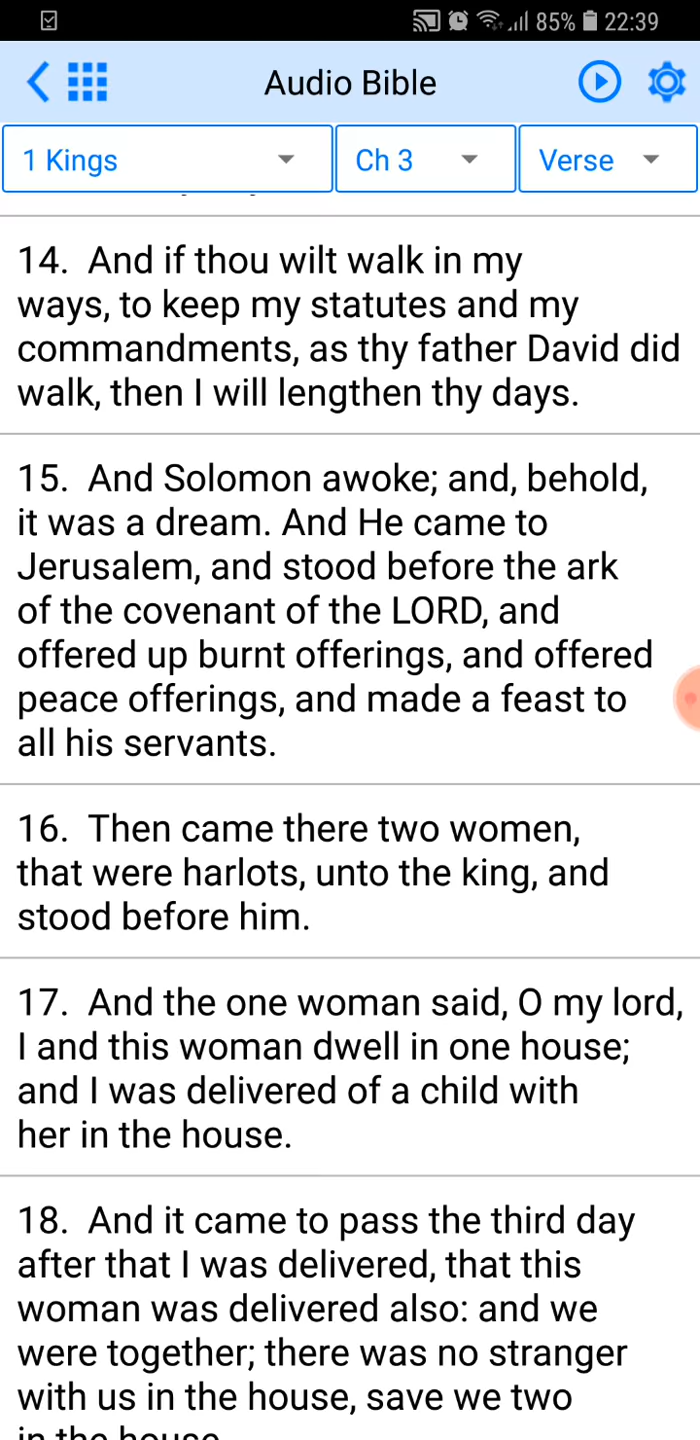 85% 22:39
Audio Bible
1 Kings Ch 3 Verse
14. And if thou wilt walk in my
ways, to keep my statutes and my
commandments, as thy father David did
walk, then I will lengthen thy days.
15. And Solomon awoke; and, behold,
it was a dream. And He came to
Jerusalem, and stood before the ark
of the covenant of the LORD, and
offered up burnt offerings, and offered
peace offerings, and made a feast to
all his servants.
16. Then came there two women,
that were harlots, unto the king, and
stood before him.
17. And the one woman said, O my lord,
I and this woman dwell in one house;
and I was delivered of a child with
her in the house.
18. And it came to pass the third day
after that I was delivered, that this
woman was delivered also: and we
were together; there was no stranger
with us in the house, save we two
in the house